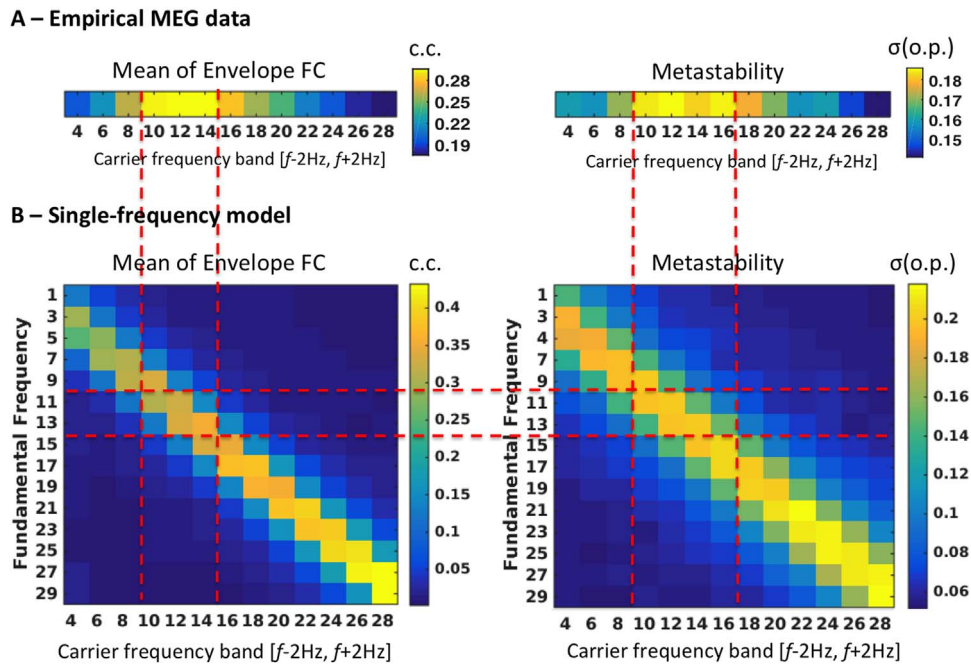 A – Empirical MEG data
Mean of Envelope FC
c.c.
0.28
0.25
0.22
0.19
4 6 8 10 12 14 16 18 20 22 24 26 28
Carrier frequency band [f-2Hz, f+2Hz]
Metastability
σ(o.p.)
0.18
0.17
0.16
0.15
4 6 8 10 12 14 16 18 20 22 24 26 28
Carrier frequency band [f-2Hz, f+2Hz]
B – Single-frequency model
Mean of Envelope FC
c.c.
Fundamental Frequency
1
3
5
7
9
11
13
15
17
19
21
23
25
27
29
4 6 8 10 12 14 16 18 20 22 24 26 28
Carrier frequency band [f-2Hz, f+2Hz]
0.4
0.35
0.3
0.25
0.2
0.15
0.1
0.05
Metastability
σ(o.p.)
Fundamental Frequency
1
3
5
7
9
11
13
15
17
19
21
23
25
27
29
4 6 8 10 12 14 16 18 20 22 24 26 28
Carrier frequency band [f-2Hz, f+2Hz]
0.2
0.18
0.16
0.14
0.12
0.1
0.08
0.06